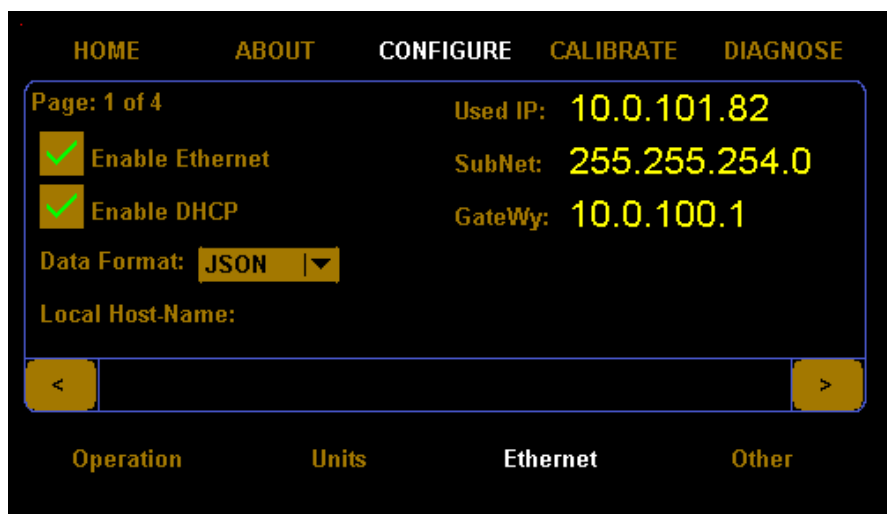 HOME ABOUT CONFIGURE CALIBRATE DIAGNOSE
Page: 1 of 4
Used IP: 10.0.101.82
Enable Ethernet
SubNet: 255.255.254.0
Enable DHCP
GateWy: 10.0.100.1
Data Format: JSON
Local Host-Name:
< >
Operation Units Ethernet Other